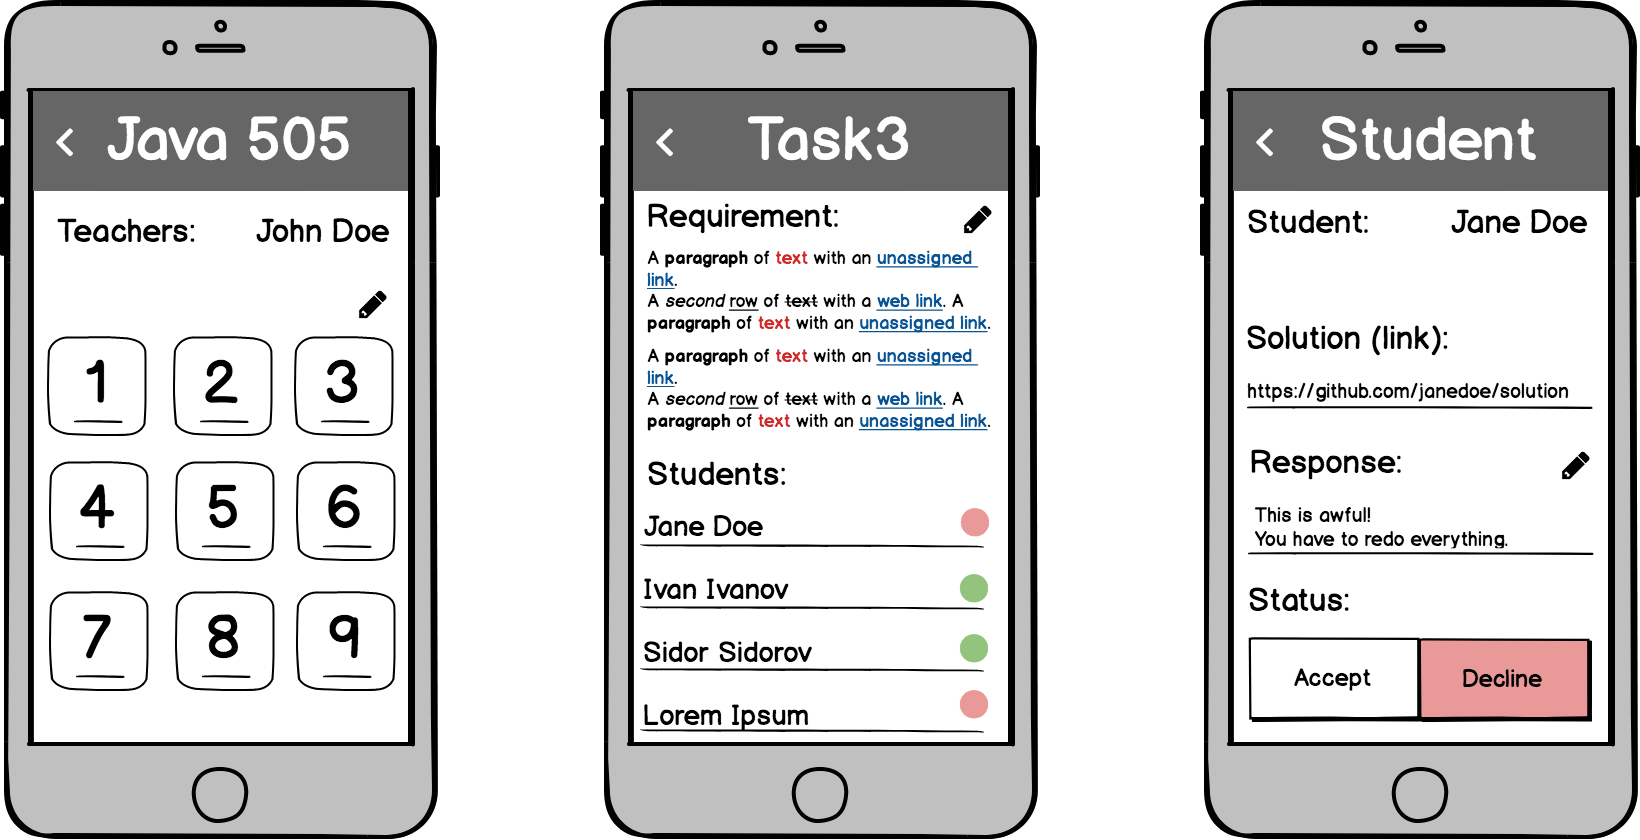 Java 505
Teachers: John Doe
1 2 3
4 5 6
7 8 9
Task3
Requirement:
A paragraph of text with an unassigned
link.
A second row of text with a web link. A
paragraph of text with an unassigned link.
A paragraph of text with an unassigned
link.
A second row of text with a web link. A
paragraph of text with an unassigned link.
Students:
Jane Doe
Ivan Ivanov
Sidor Sidorov
Lorem Ipsum
Student
Student: Jane Doe
Solution (link):
https://github.com/janedoe/solution
Response:
This is awful!
You have to redo everything.
Status:
Accept Decline